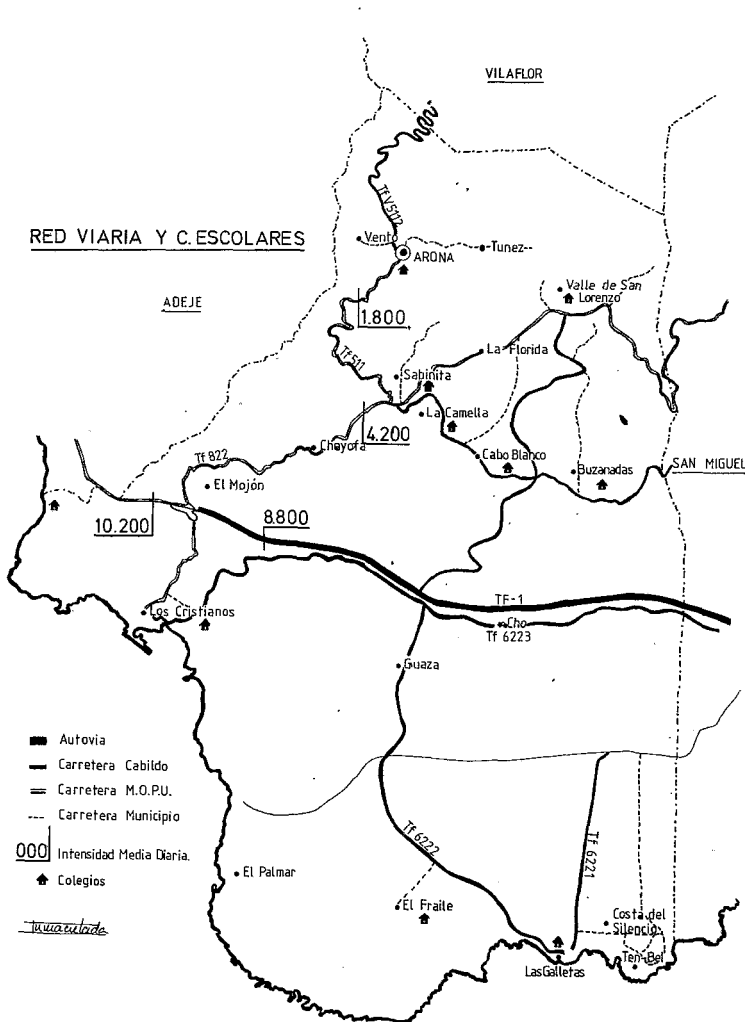 VILAFLOR
Tf V5112
RED VIARIA Y C. ESCOLARES
Vento
-Tunez--
ARONA
ADEJE
Valle de San
Lorenzo
1.800
Tf 511
La Florida
Sabinita
La Camella
4.200
Chayofa
Tf 822
Cabo Blanco
El Mojón
Buzanadas
SAN MIGUEL
10.200
8.800
TF-1
Los Cristianos
Cho
Tf 6223
Guaza
Autovia
Carretera Cabildo
Carretera M.O.P.U.
Carretera Municipio
000 Intensidad Media Diaria.
Colegios
Tf 6222
Tf 6221
El Palmar
El Fraile
Costa del
Silencio
Ten-Bel
Las Galletas
Inmaculada